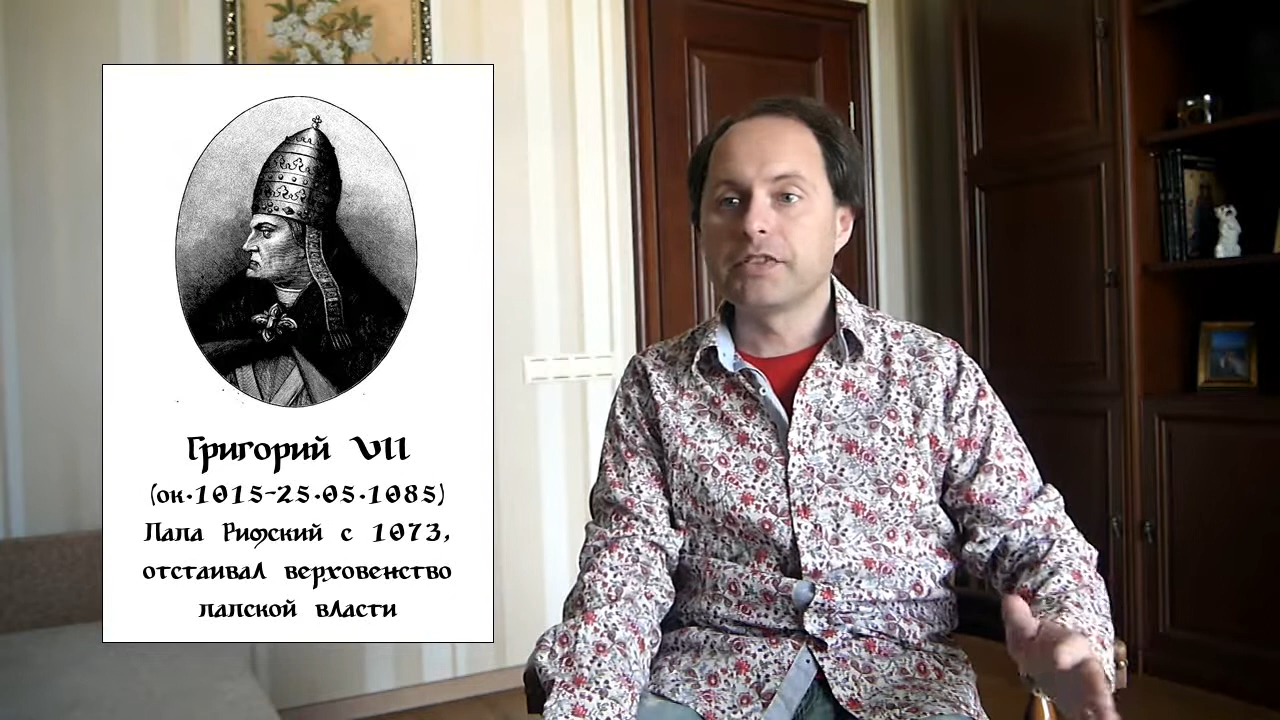 Григорий VII
(ок.1015-25.05.1085)
Папа Римский с 1073,
отстаивал верховенство
папской власти